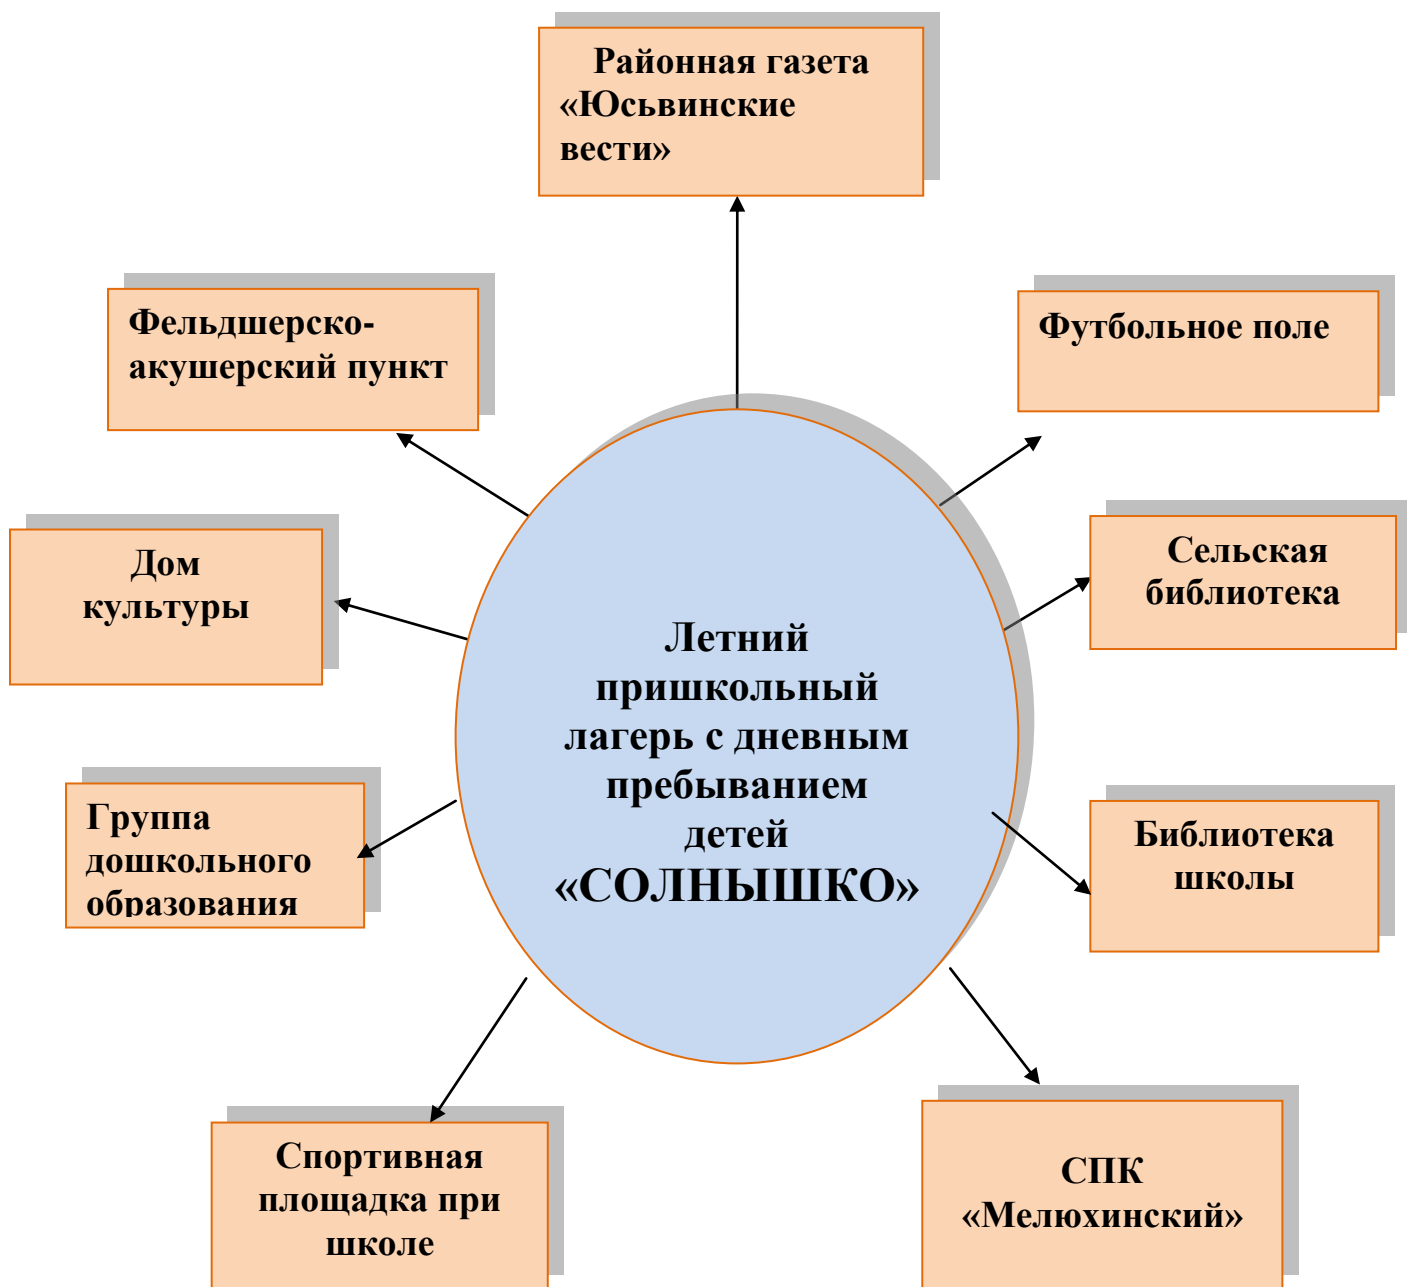 Районная газета
«Юсьвинские
вести»
Фельдшерско-
акушерский пункт
Футбольное поле
Дом
культуры
Сельская
библиотека
Летний
пришкольный
лагерь с дневным
пребыванием
детей
«СОЛНЫШКО»
Группа
дошкольного
образования
Библиотека
школы
Спортивная
площадка при
школе
СПК
«Мелюхинский»